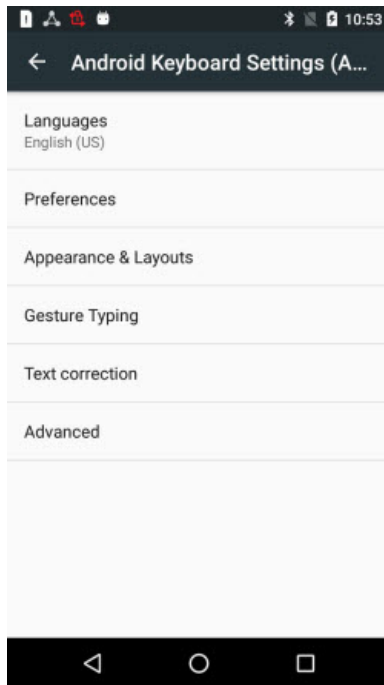 10:53
Android Keyboard Settings (A...
Languages
English (US)
Preferences
Appearance & Layouts
Gesture Typing
Text correction
Advanced